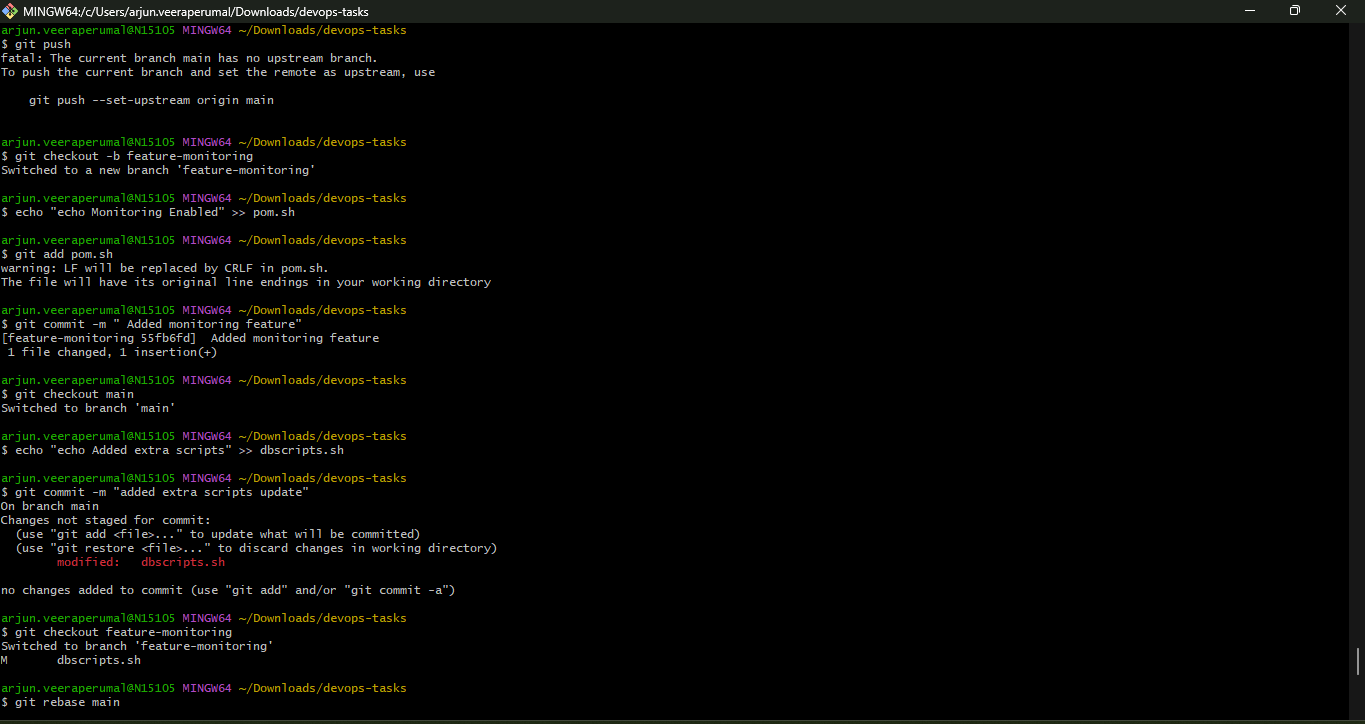 MINGW64:/c/Users/arjun.veeraperumal/Downloads/devops-tasks
arjun.veeraperumal@N15105 MINGW64 ~/Downloads/devops-tasks
$ git push
fatal: The current branch main has no upstream branch.
To push the current branch and set the remote as upstream, use
    git push --set-upstream origin main
arjun.veeraperumal@N15105 MINGW64 ~/Downloads/devops-tasks
$ git checkout -b feature-monitoring
Switched to a new branch 'feature-monitoring'
arjun.veeraperumal@N15105 MINGW64 ~/Downloads/devops-tasks
$ echo "echo Monitoring Enabled" >> pom.sh
arjun.veeraperumal@N15105 MINGW64 ~/Downloads/devops-tasks
$ git add pom.sh
warning: LF will be replaced by CRLF in pom.sh.
The file will have its original line endings in your working directory
arjun.veeraperumal@N15105 MINGW64 ~/Downloads/devops-tasks
$ git commit -m " Added monitoring feature"
[feature-monitoring 55fb6fd]  Added monitoring feature
 1 file changed, 1 insertion(+)
arjun.veeraperumal@N15105 MINGW64 ~/Downloads/devops-tasks
$ git checkout main
Switched to branch 'main'
arjun.veeraperumal@N15105 MINGW64 ~/Downloads/devops-tasks
$ echo "echo Added extra scripts" >> dbscripts.sh
arjun.veeraperumal@N15105 MINGW64 ~/Downloads/devops-tasks
$ git commit -m "added extra scripts update"
On branch main
Changes not staged for commit:
  (use "git add <file>..." to update what will be committed)
  (use "git restore <file>..." to discard changes in working directory)
        modified:   dbscripts.sh
no changes added to commit (use "git add" and/or "git commit -a")
arjun.veeraperumal@N15105 MINGW64 ~/Downloads/devops-tasks
$ git checkout feature-monitoring
Switched to branch 'feature-monitoring'
M       dbscripts.sh
arjun.veeraperumal@N15105 MINGW64 ~/Downloads/devops-tasks
$ git rebase main